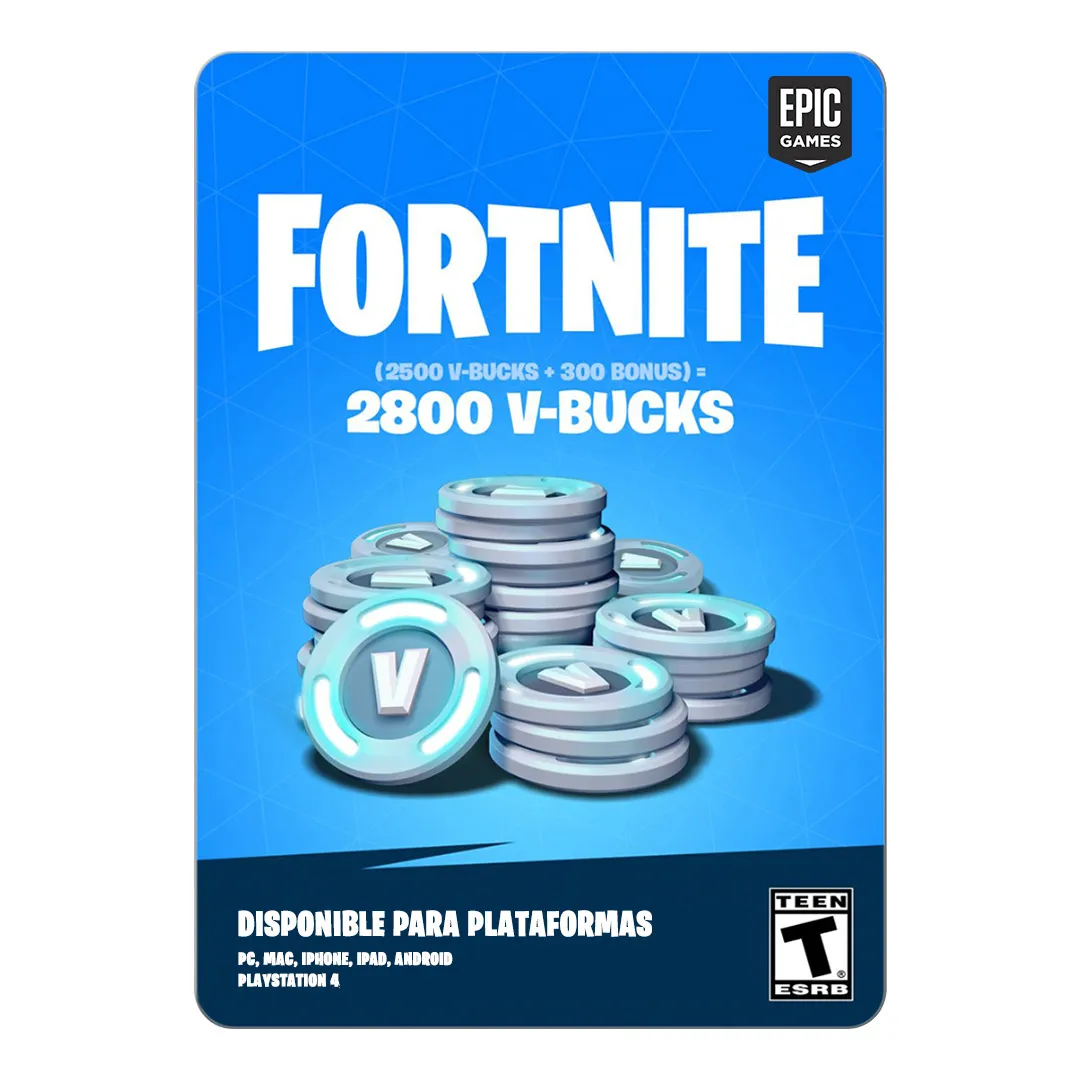 EPIC
GAMES
FORTNITE
(2500 V-BUCKS + 300 BONUS) =
2800 V-BUCKS
V
V
V
V
DISPONIBLE PARA PLATAFORMAS
PC, MAC, IPHONE, IPAD, ANDROID
PLAYSTATION 4
TEEN
T
®
ESRB